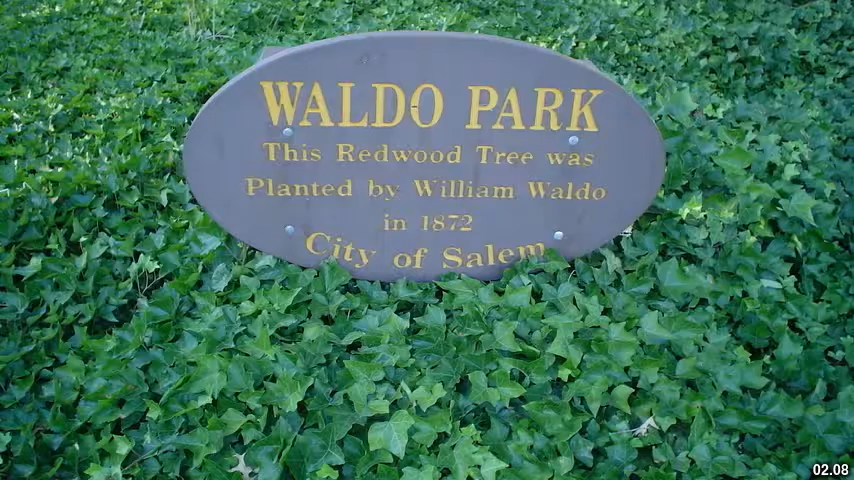 WALDO PARK
This Redwood Tree was
Planted by William Waldo
in 1872
City of Salem
02.08